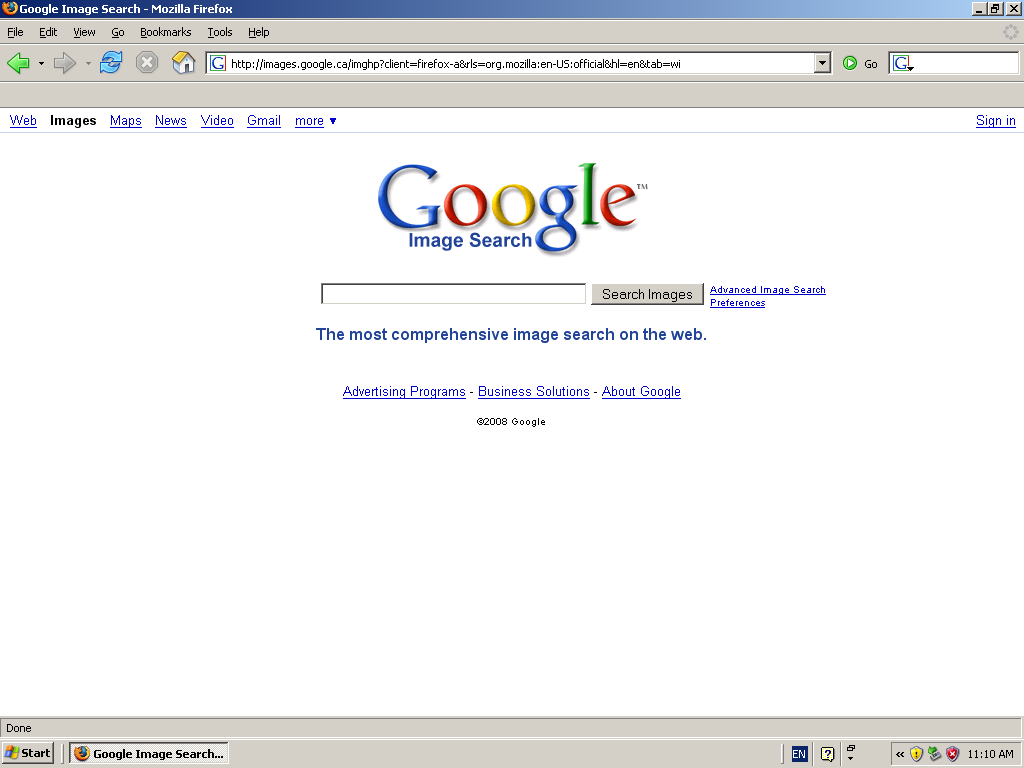 Google Image Search - Mozilla Firefox
File Edit View Go Bookmarks Tools Help
http://images.google.ca/imghp?client=firefox-a&rls=org.mozilla:en-US:official&hl=en&tab=wi Go G
Web Images Maps News Video Gmail more ▼ Sign in
Google™
Image Search
Search Images Advanced Image Search
Preferences
The most comprehensive image search on the web.
Advertising Programs - Business Solutions - About Google
©2008 Google
Done
Start Google Image Search... EN ? « 11:10 AM